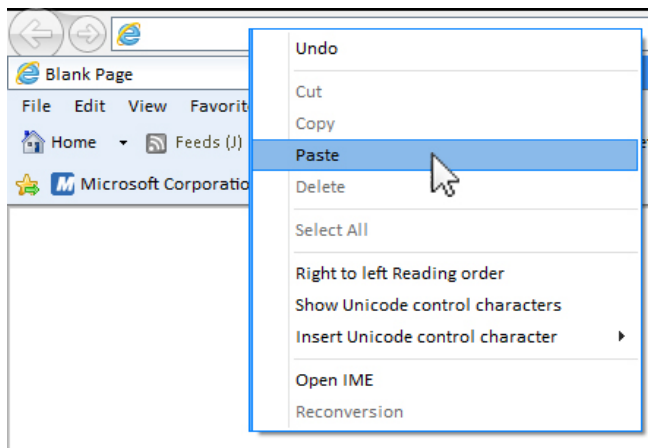 Blank Page
File Edit View Favorit
Home Feeds (J)
Microsoft Corporatio
Undo
Cut
Copy
Paste
Delete
Select All
Right to left Reading order
Show Unicode control characters
Insert Unicode control character
Open IME
Reconversion